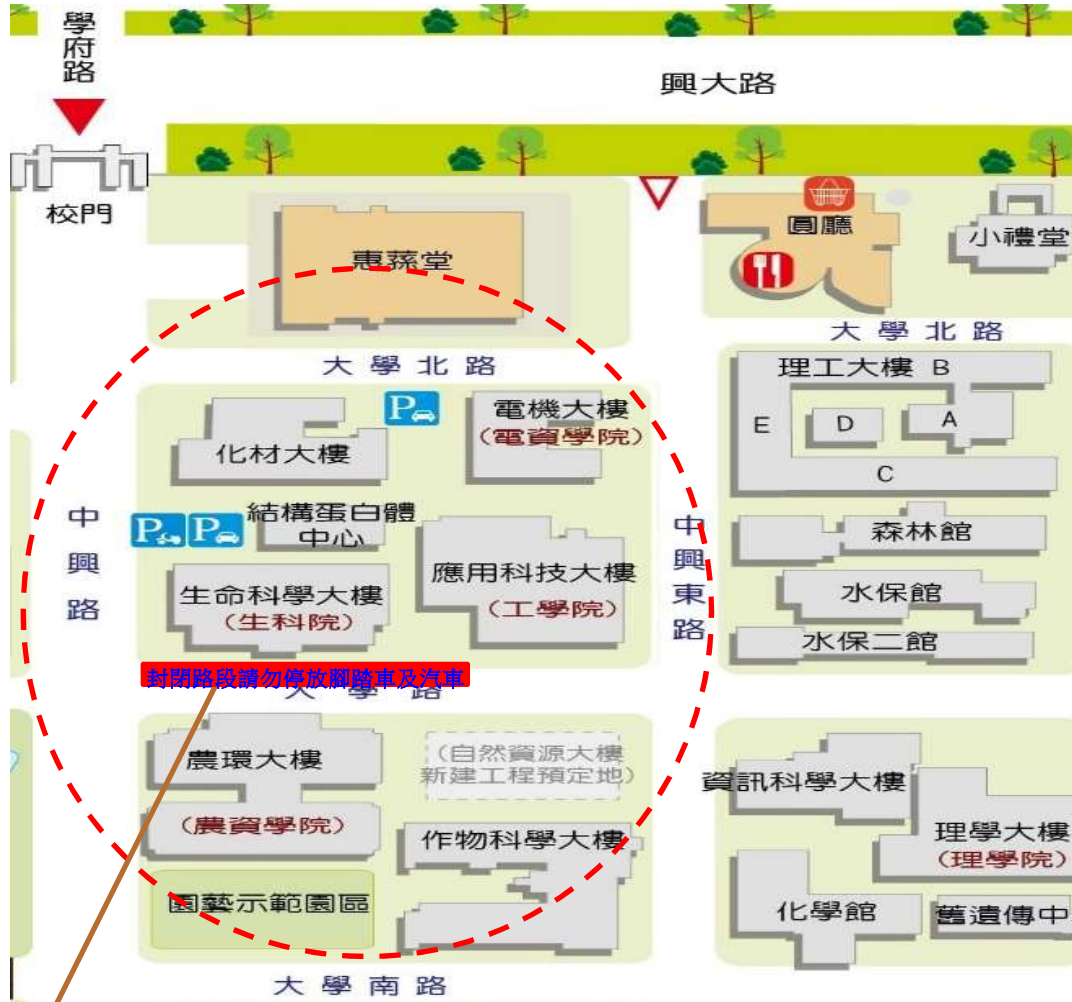 學府路
興大路
校門
惠蓀堂
圓廳
小禮堂
大學北路
大學北路
理工大樓 B
E
D
A
C
P
電機大樓
(電資學院)
化材大樓
中興路
P P
結構蛋白體
中心
應用科技大樓
(工學院)
生命科學大樓
(生科院)
中興東路
森林館
水保館
水保二館
封閉路段請勿停放腳踏車及汽車
大學路
農環大樓
(農資學院)
(自然資源大樓
新建工程預定地)
作物科學大樓
園藝示範園區
資訊科學大樓
理學大樓
(理學院)
化學館
舊遺傳中
大學南路